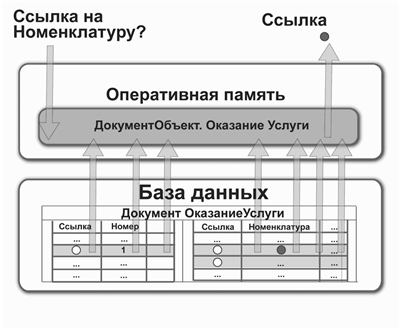 Ссылка на
Номенклатуру?
Ссылка
Оперативная память
ДокументОбъект. Оказание Услуги
База данных
Документ ОказаниеУслуги
Ссылка Номер
...
1
...
...
Ссылка Номенклатура ...
... ...
...
...
... ...